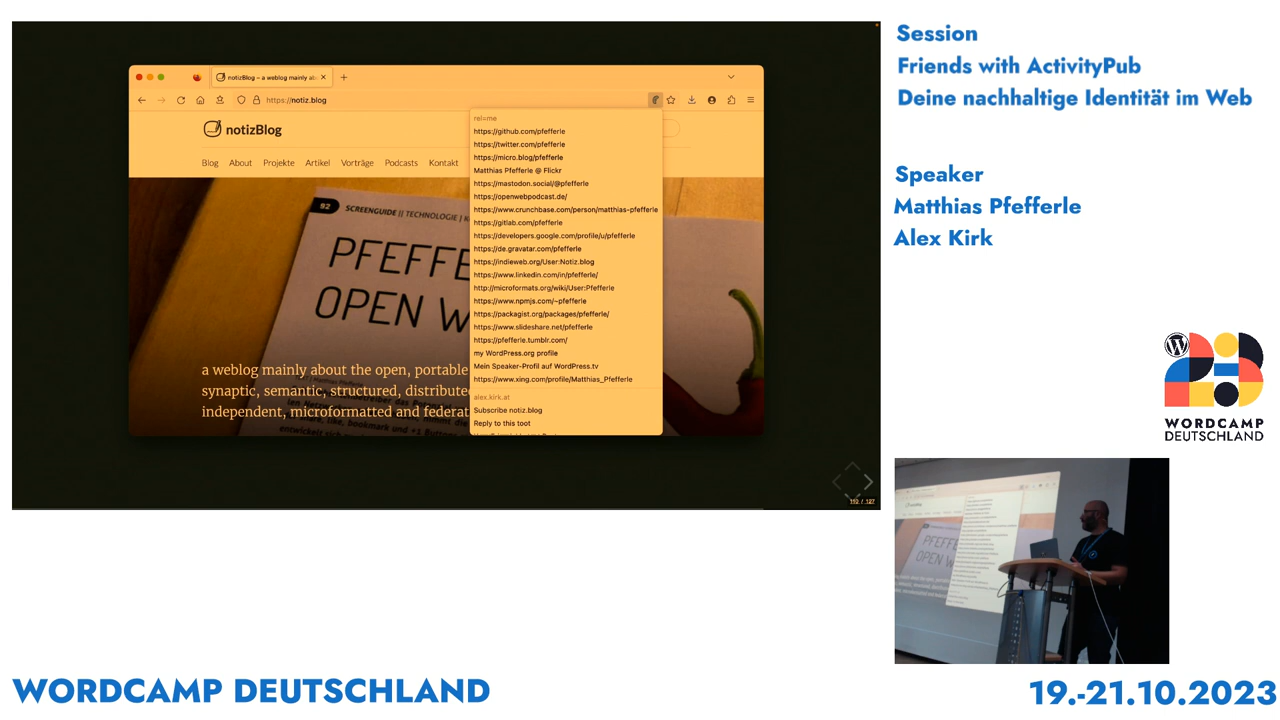 notizBlog – a weblog mainly ab
https://notiz.blog
notizBlog
Blog About Projekte Artikel Vorträge Podcasts Kontakt
92 SCREENGUIDE || TECHNOLOGIE | K
PFEFFE
OPEN W
a weblog mainly about the open, portable
synaptic, semantic, structured, distribute
independent, microformatted and federat
rel=me
https://github.com/pfefferle
https://twitter.com/pfefferle
https://micro.blog/pfefferle
Matthias Pfefferle @ Flickr
https://mastodon.social/@pfefferle
https://openwebpodcast.de/
https://www.crunchbase.com/person/matthias-pfefferle
https://gitlab.com/pfefferle
https://developers.google.com/profile/u/pfefferle
https://de.gravatar.com/pfefferle
https://indieweb.org/User:Notiz.blog
https://www.linkedin.com/in/pfefferle/
http://microformats.org/wiki/User:Pfefferle
https://www.npmjs.com/~pfefferle
https://packagist.org/packages/pfefferle/
https://www.slideshare.net/pfefferle
https://pfefferle.tumblr.com/
my WordPress.org profile
Mein Speaker-Profil auf WordPress.tv
https://www.xing.com/profile/Matthias_Pfefferle
alex.kirk.at
Subscribe notiz.blog
Reply to this toot
110 / 127
Session
Friends with ActivityPub
Deine nachhaltige Identität im Web
Speaker
Matthias Pfefferle
Alex Kirk
WORDCAMP
DEUTSCHLAND
PFEFFE
OPEN W
WORDCAMP DEUTSCHLAND
19.-21.10.2023